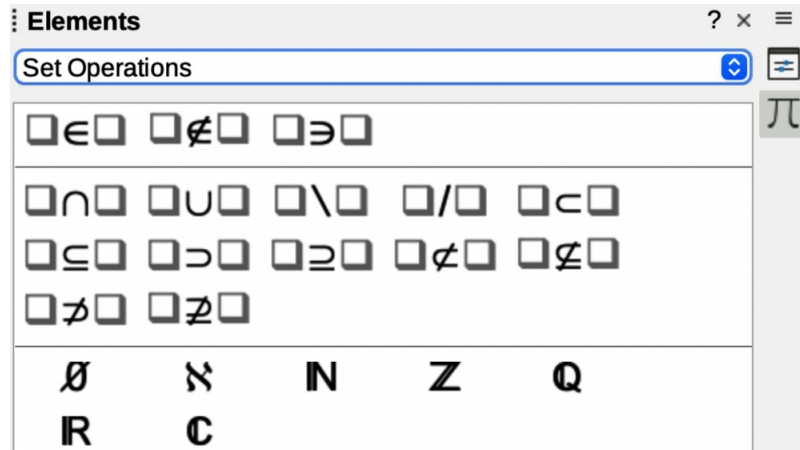 Elements ?
Set Operations
π
□∈□ □∉□ □∋□
□∩□ □∪□ □\□ □/□ □⊂□
□⊆□ □⊃□ □⊇□ □⊄□ □⊈□
□⊅□ □⊉□
∅ ℵ ℕ ℤ ℚ
ℝ ℂ